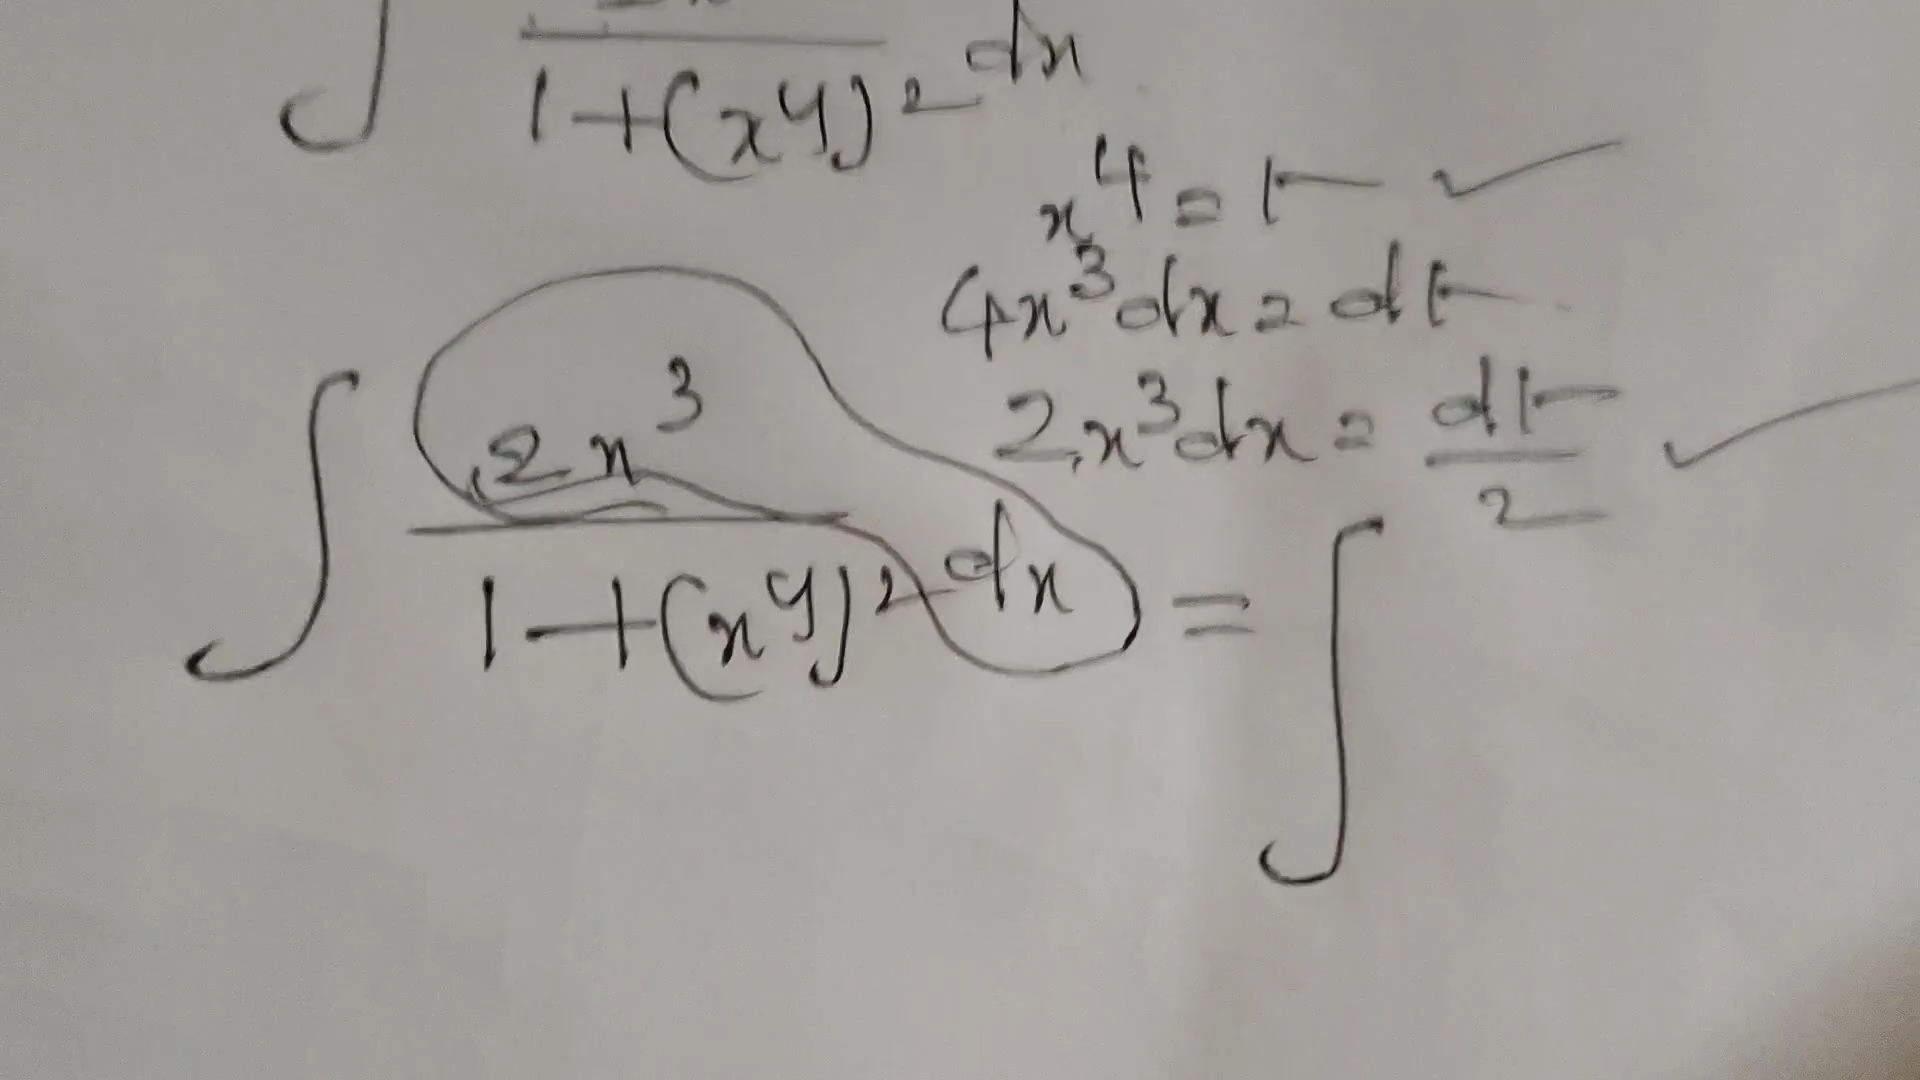 ∫ ─── dx
1+(x⁴)²
x⁴ = t ✓
4x³dx = dt
2x³dx = dt/2 ✓
∫ 2x³/(1+(x⁴)²) dx = ∫